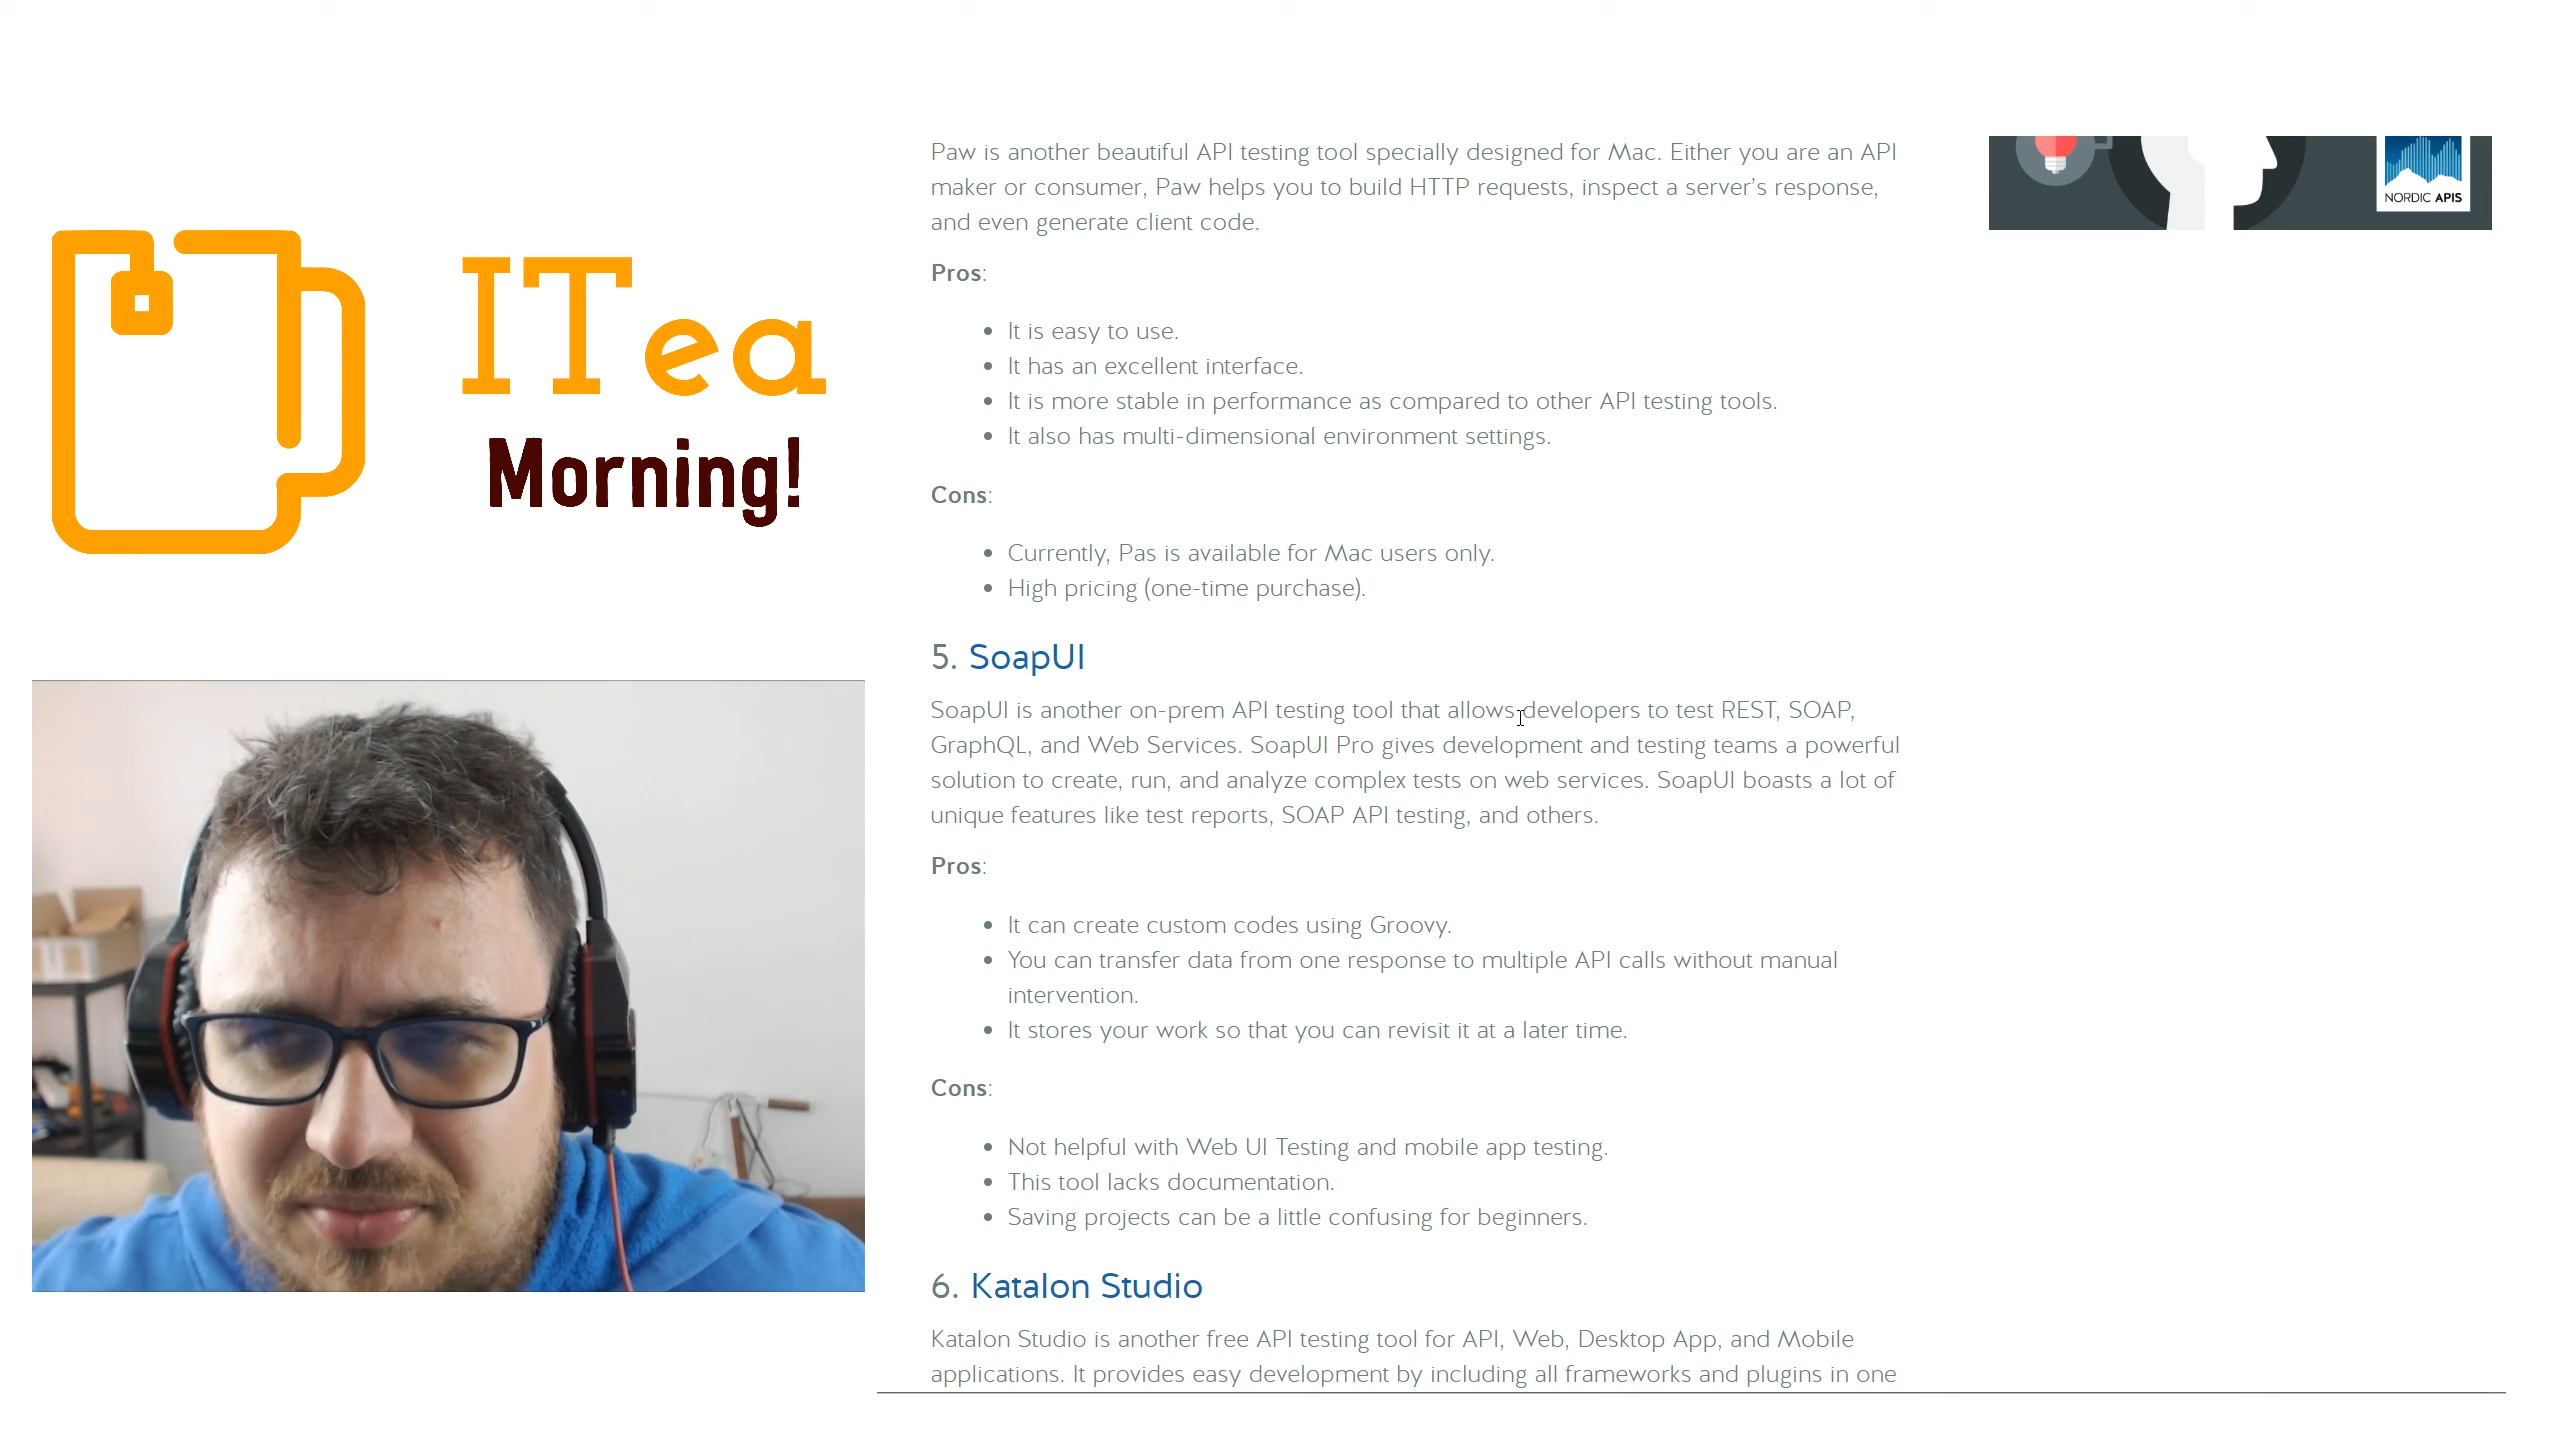 ITea
Morning!
Paw is another beautiful API testing tool specially designed for Mac. Either you are an API
maker or consumer, Paw helps you to build HTTP requests, inspect a server’s response,
and even generate client code.
Pros:
It is easy to use.
It has an excellent interface.
It is more stable in performance as compared to other API testing tools.
It also has multi-dimensional environment settings.
Cons:
Currently, Pas is available for Mac users only.
High pricing (one-time purchase).
5. SoapUI
SoapUI is another on-prem API testing tool that allows developers to test REST, SOAP,
GraphQL, and Web Services. SoapUI Pro gives development and testing teams a powerful
solution to create, run, and analyze complex tests on web services. SoapUI boasts a lot of
unique features like test reports, SOAP API testing, and others.
Pros:
It can create custom codes using Groovy.
You can transfer data from one response to multiple API calls without manual
intervention.
It stores your work so that you can revisit it at a later time.
Cons:
Not helpful with Web UI Testing and mobile app testing.
This tool lacks documentation.
Saving projects can be a little confusing for beginners.
6. Katalon Studio
Katalon Studio is another free API testing tool for API, Web, Desktop App, and Mobile
applications. It provides easy development by including all frameworks and plugins in one
NORDIC APIS